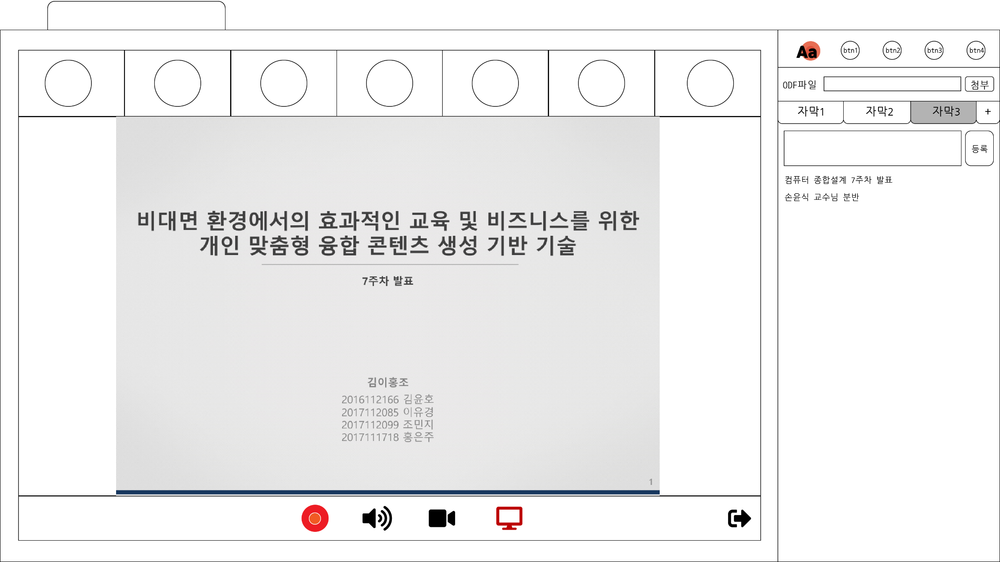 Aa btn1 btn2 btn3 btn4
ODF파일 첨부
자막1 자막2 자막3 +
등록
컴퓨터 종합설계 7주차 발표
손윤식 교수님 분반
비대면 환경에서의 효과적인 교육 및 비즈니스를 위한
개인 맞춤형 융합 콘텐츠 생성 기반 기술
7주차 발표
김이홍조
2016112166 김윤호
2017112085 이유경
2017112099 조민지
2017111718 홍은주
1